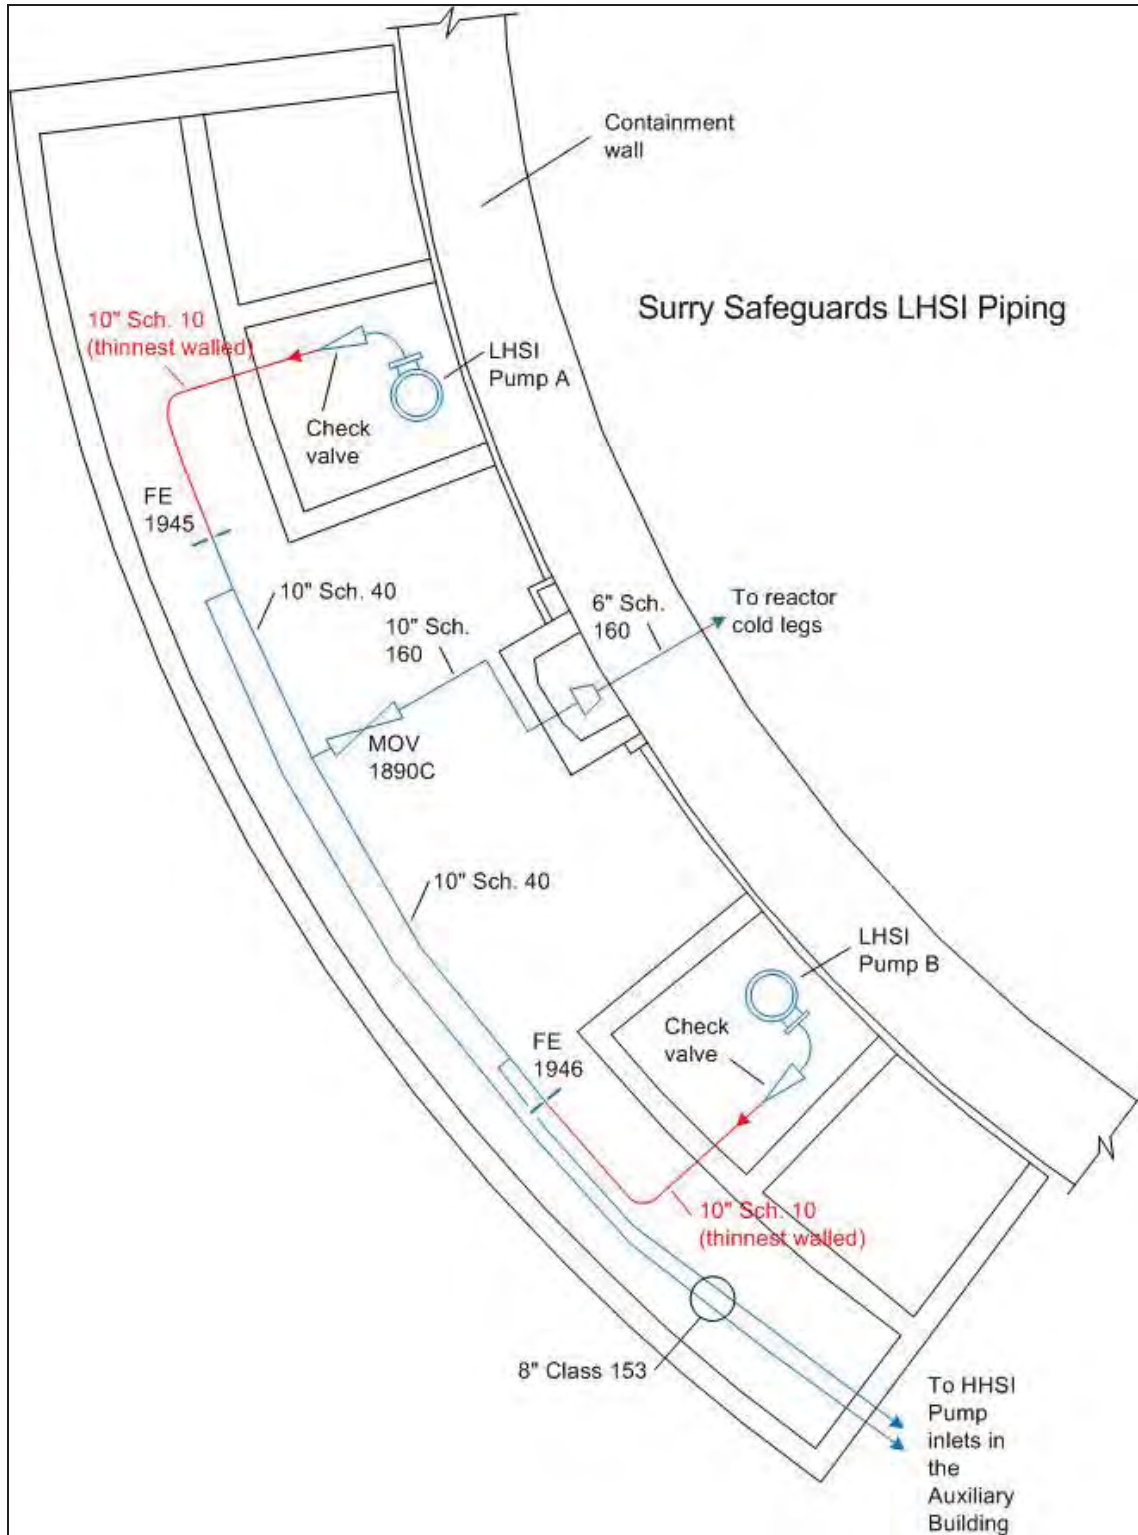 Containment
wall
Surry Safeguards LHSI Piping
10" Sch. 10
(thinnest walled)
LHSI
Pump A
Check
valve
FE
1945
10" Sch. 40
10" Sch.
160
6" Sch.
160
To reactor
cold legs
MOV
1890C
10" Sch. 40
LHSI
Pump B
FE
1946
Check
valve
10" Sch. 10
(thinnest walled)
8" Class 153
To HHSI
Pump
inlets in
the
Auxiliary
Building